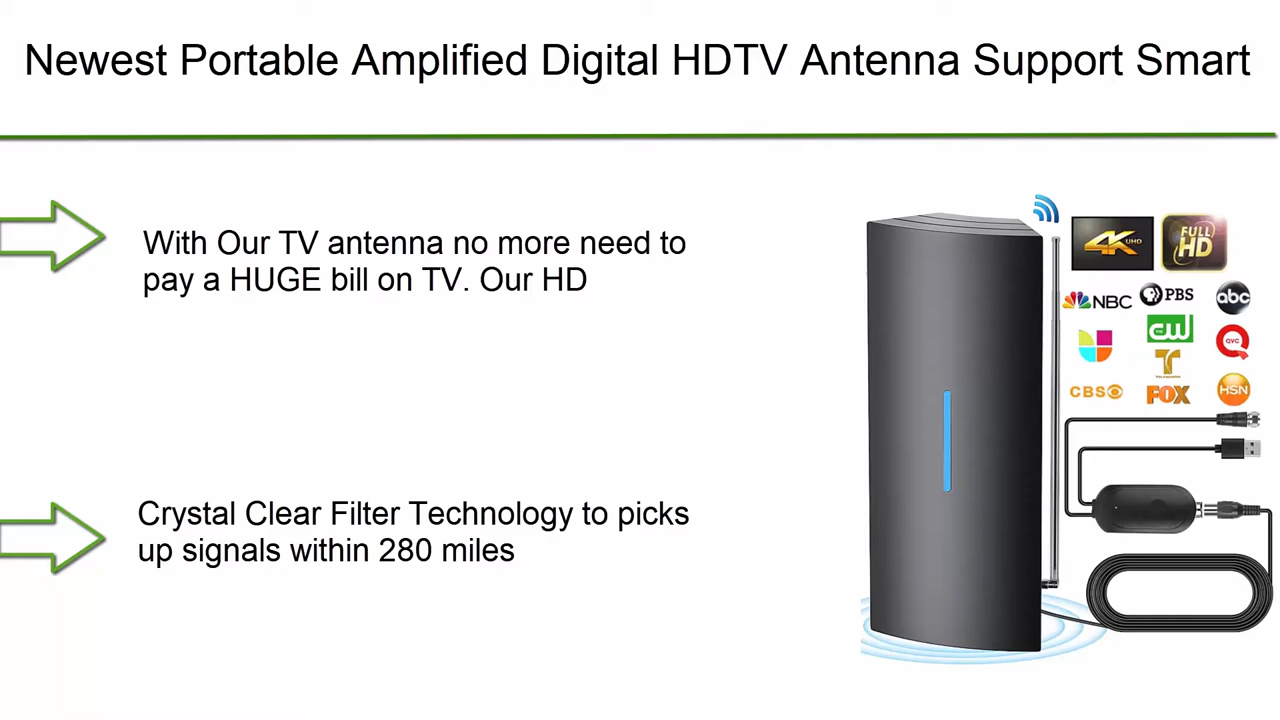 Newest Portable Amplified Digital HDTV Antenna Support Smart
With Our TV antenna no more need to
pay a HUGE bill on TV. Our HD
Crystal Clear Filter Technology to picks
up signals within 280 miles
4K UHD
FULL HD
NBC PBS abc
CW QVC
TELEMUNDO
CBS FOX HSN